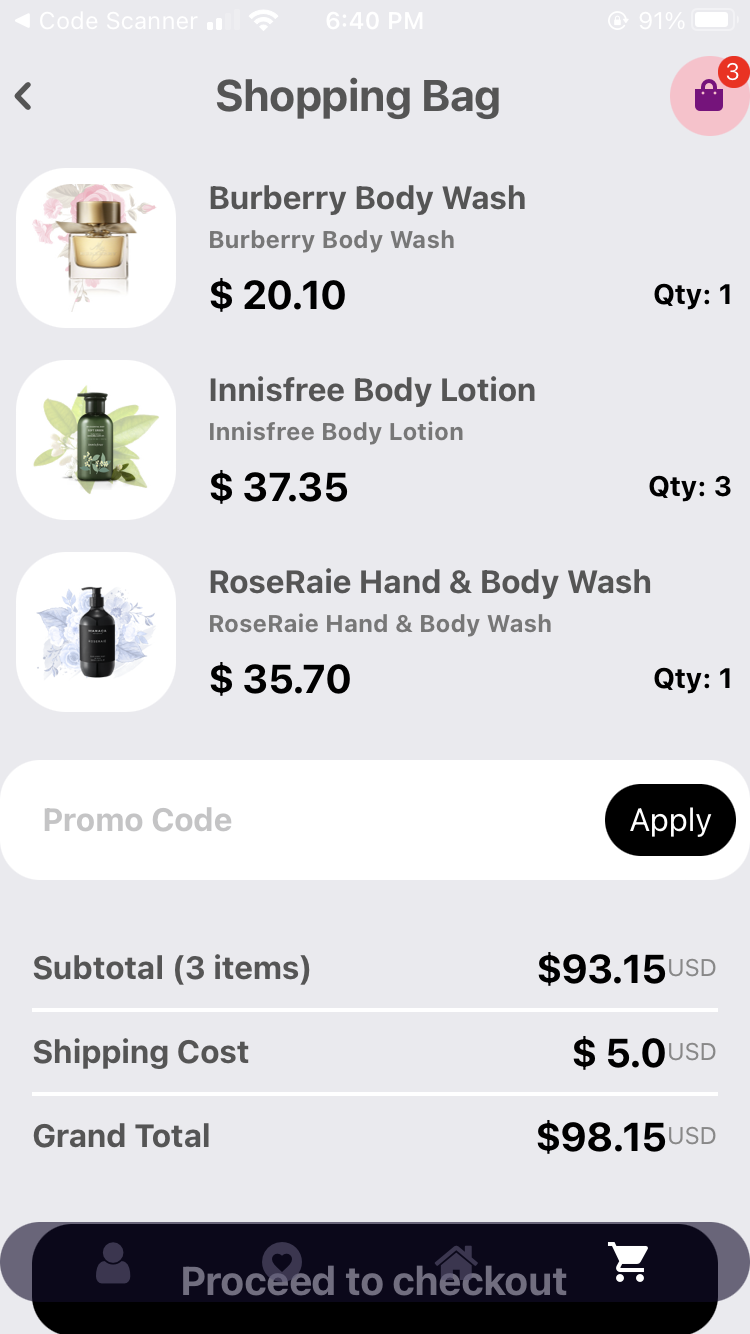 Code Scanner 6:40 PM 91%
Shopping Bag 3
Burberry Body Wash
Burberry Body Wash
$ 20.10 Qty: 1
Innisfree Body Lotion
Innisfree Body Lotion
$ 37.35 Qty: 3
RoseRaie Hand & Body Wash
RoseRaie Hand & Body Wash
$ 35.70 Qty: 1
Promo Code Apply
Subtotal (3 items) $93.15USD
Shipping Cost $ 5.0USD
Grand Total $98.15USD
Proceed to checkout